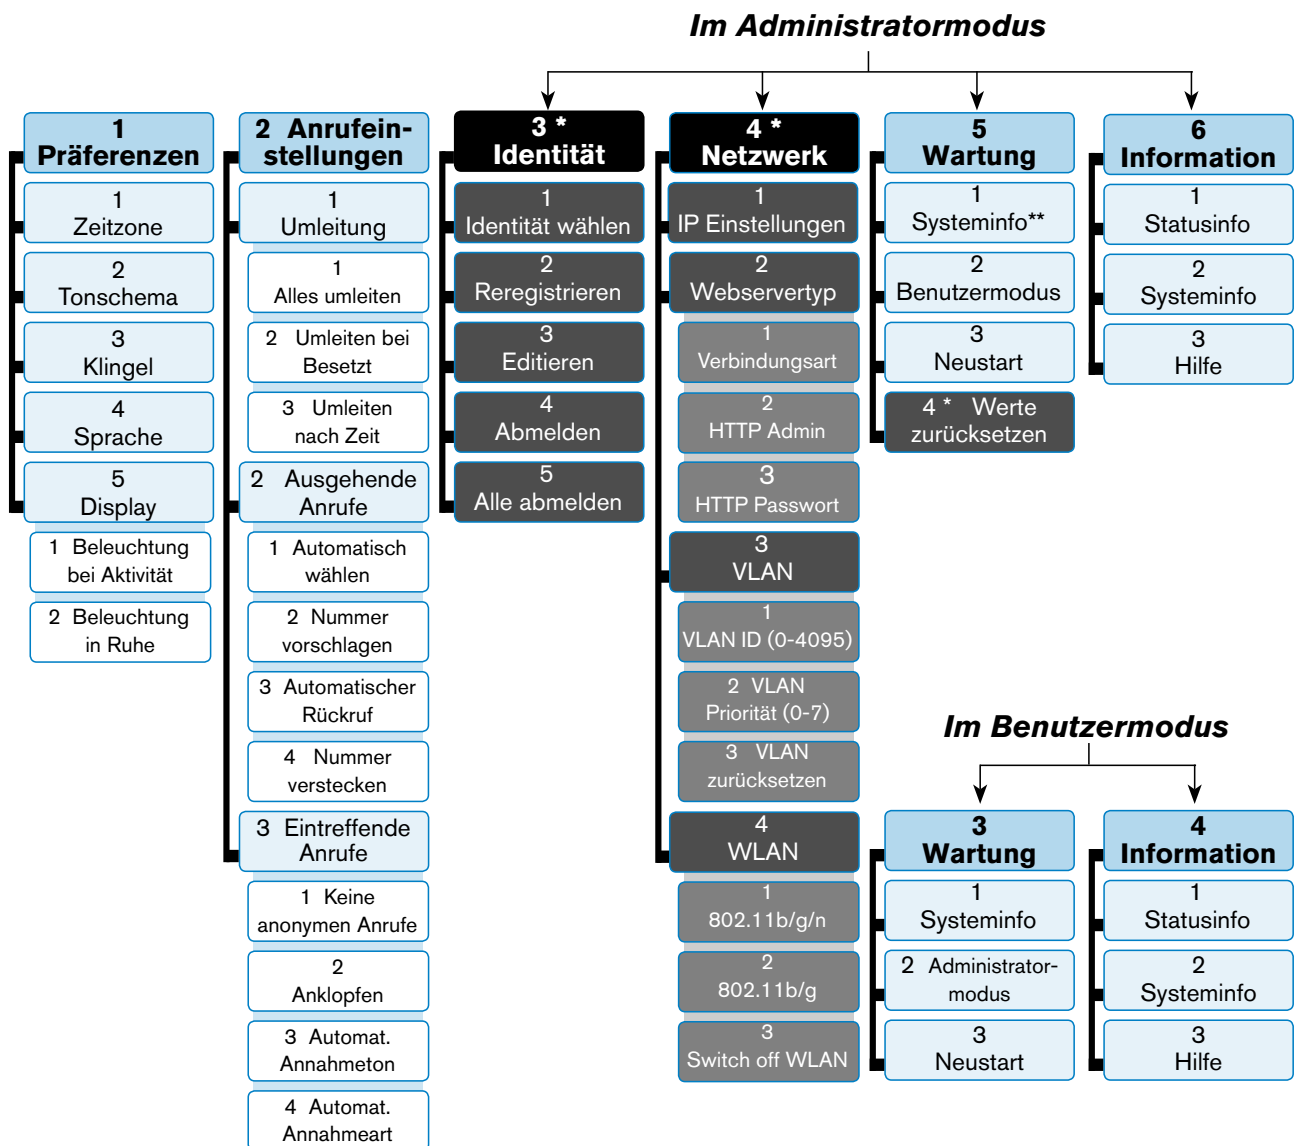 Im Administratormodus
1
Präferenzen
1
Zeitzone
2
Tonschema
3
Klingel
4
Sprache
5
Display
1 Beleuchtung
bei Aktivität
2 Beleuchtung
in Ruhe
2 Anrufein-
stellungen
1
Umleitung
1
Alles umleiten
2 Umleiten bei
Besetzt
3 Umleiten
nach Zeit
2 Ausgehende
Anrufe
1 Automatisch
wählen
2 Nummer
vorschlagen
3 Automatischer
Rückruf
4 Nummer
verstecken
3 Eintreffende
Anrufe
1 Keine
anonymen Anrufe
2
Anklopfen
3 Automat.
Annahmeton
4 Automat.
Annahmeart
3 *
Identität
1
Identität wählen
2
Reregistrieren
3
Editieren
4
Abmelden
5
Alle abmelden
4 *
Netzwerk
1
IP Einstellungen
2
Webservertyp
1
Verbindungsart
2
HTTP Admin
3
HTTP Passwort
3
VLAN
1
VLAN ID (0-4095)
2 VLAN
Priorität (0-7)
3 VLAN
zurücksetzen
4
WLAN
1
802.11b/g/n
2
802.11b/g
3
Switch off WLAN
5
Wartung
1
Systeminfo**
2
Benutzermodus
3
Neustart
4 * Werte
zurücksetzen
6
Information
1
Statusinfo
2
Systeminfo
3
Hilfe
Im Benutzermodus
3
Wartung
1
Systeminfo
2 Administrator-
modus
3
Neustart
4
Information
1
Statusinfo
2
Systeminfo
3
Hilfe